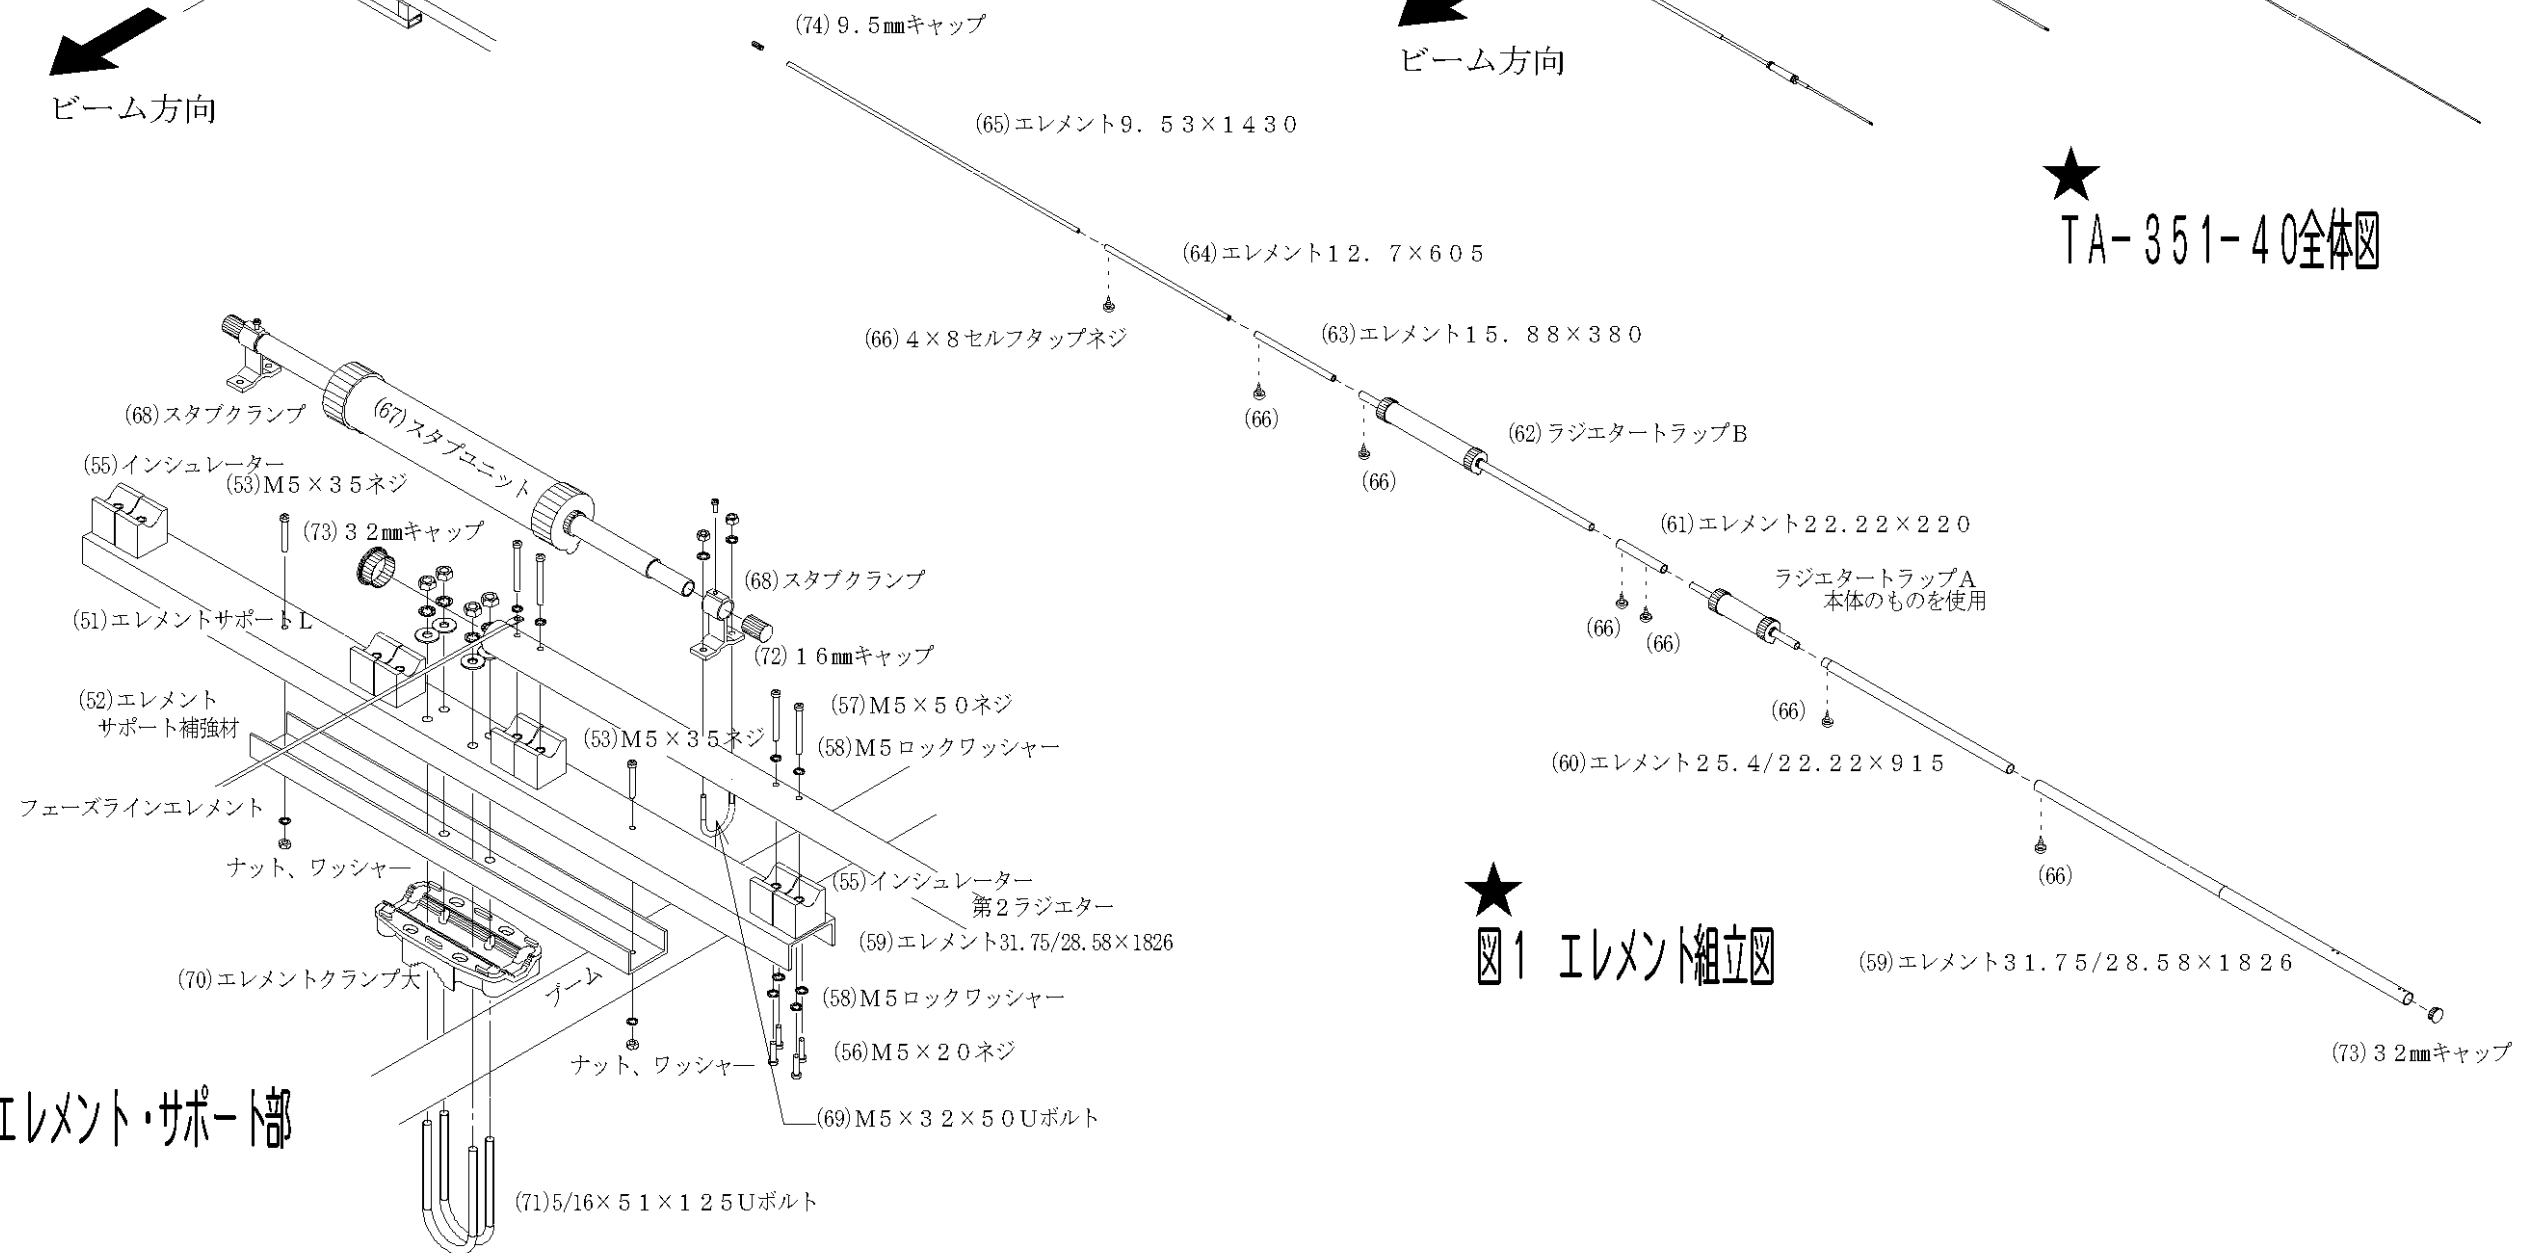 (74)９.５㎜キャップ
ビーム方向
ビーム方向
(65)エレメント９．５３×１４３０
★
ＴＡ－３５１－４０全体図
(64)エレメント１２．７×６０５
(66)４×８セルフタップネジ
(63)エレメント１５．８８×３８０
(66)
(62)ラジエタートラップＢ
(66)
(61)エレメント２２.２２×２２０
ラジエタートラップＡ
本体のものを使用
(66)
(66)
(66)
(60)エレメント２５.４/２２.２２×９１５
(66)
(59)エレメント３１.７５/２８.５８×１８２６
(73)３２㎜キャップ
★
図１　エレメント組立図
(68)スタブクランプ
(67)スタブユニット
(55)インシュレーター
(53)Ｍ５×３５ネジ
(73)３２㎜キャップ
(68)スタブクランプ
(51)エレメントサポートＬ
(72)１６㎜キャップ
(52)エレメント
サポート補強材
(57)Ｍ５×５０ネジ
(53)Ｍ５×３５ネジ
(58)Ｍ５ロックワッシャー
フェーズラインエレメント
ナット、ワッシャー
(55)インシュレーター
第２ラジエター
(59)エレメント31.75/28.58×1826
(70)エレメントクランプ大
ブーム
(58)Ｍ５ロックワッシャー
(56)Ｍ５×２０ネジ
ナット、ワッシャー
(69)Ｍ５×３２×５０Ｕボルト
エレメント・サポート部
(71)5/16×５１×１２５Ｕボルト